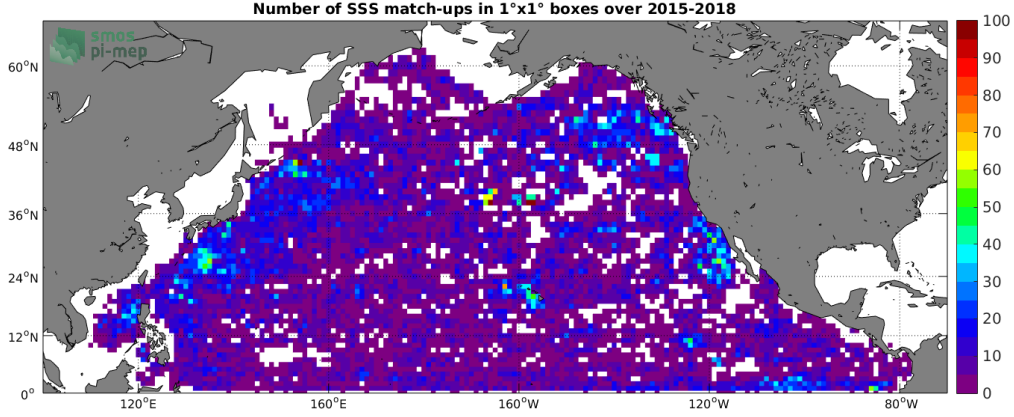 Number of SSS match-ups in 1°x1° boxes over 2015-2018
smos
pi-mep
60°N
48°N
36°N
24°N
12°N
0°
120°E
160°E
160°W
120°W
80°W
100
90
80
70
60
50
40
30
20
10
0